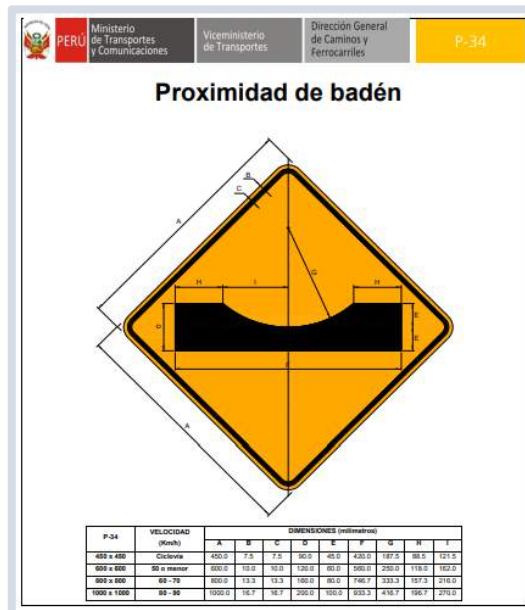 PERÚ
Ministerio
de Transportes
y Comunicaciones
Viceministerio
de Transportes
Dirección General
de Caminos y
Ferrocarriles
P-34
Proximidad de badén
B
C
A
G
H I H
D E
E
F
A
P-34 VELOCIDAD (Km/h) DIMENSIONES (milímetros)
A B C D E F G H I
450 x 450 Ciclovía 450.0 7.5 7.5 90.0 45.0 420.0 187.5 88.5 121.5
600 x 600 50 o menor 600.0 10.0 10.0 120.0 60.0 560.0 250.0 118.0 162.0
800 x 800 60 - 70 800.0 13.3 13.3 160.0 80.0 746.7 333.3 157.3 216.0
1000 x 1000 80 - 90 1000.0 16.7 16.7 200.0 100.0 933.3 416.7 196.7 270.0